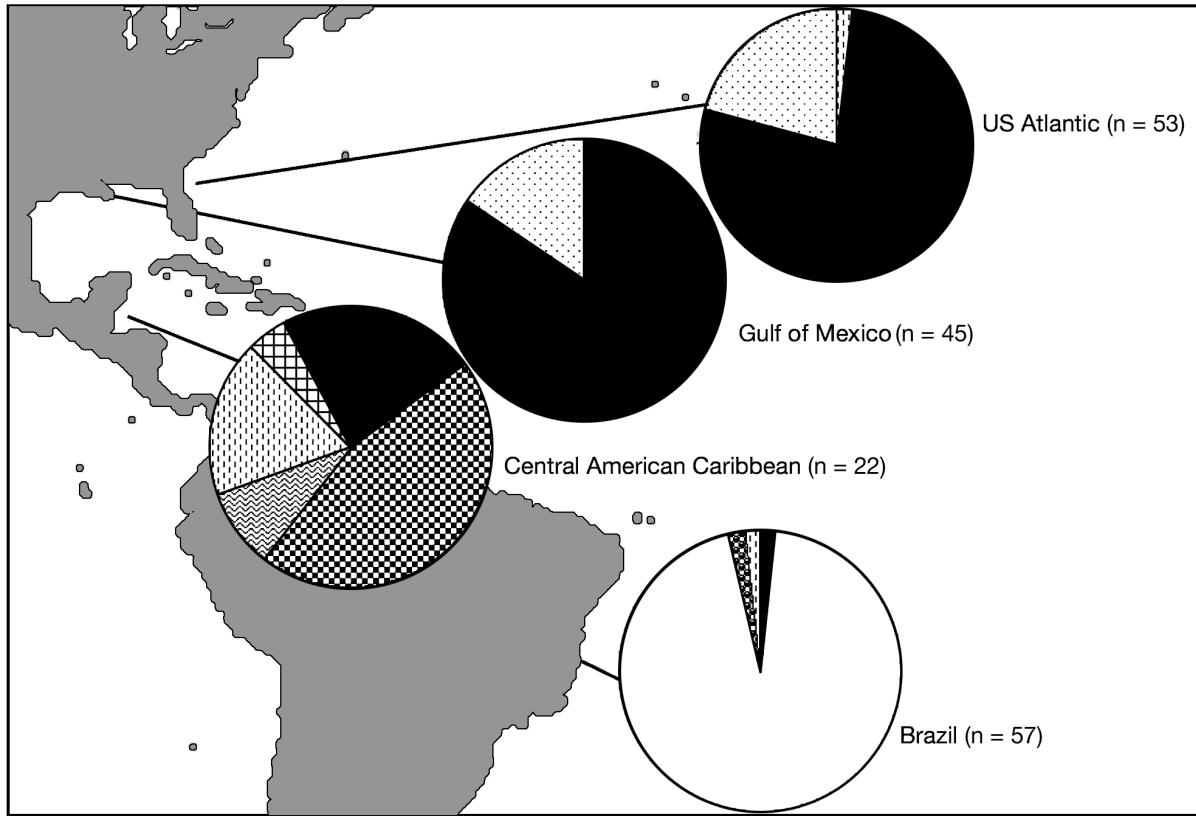 US Atlantic (n = 53)
Gulf of Mexico (n = 45)
Central American Caribbean (n = 22)
Brazil (n = 57)